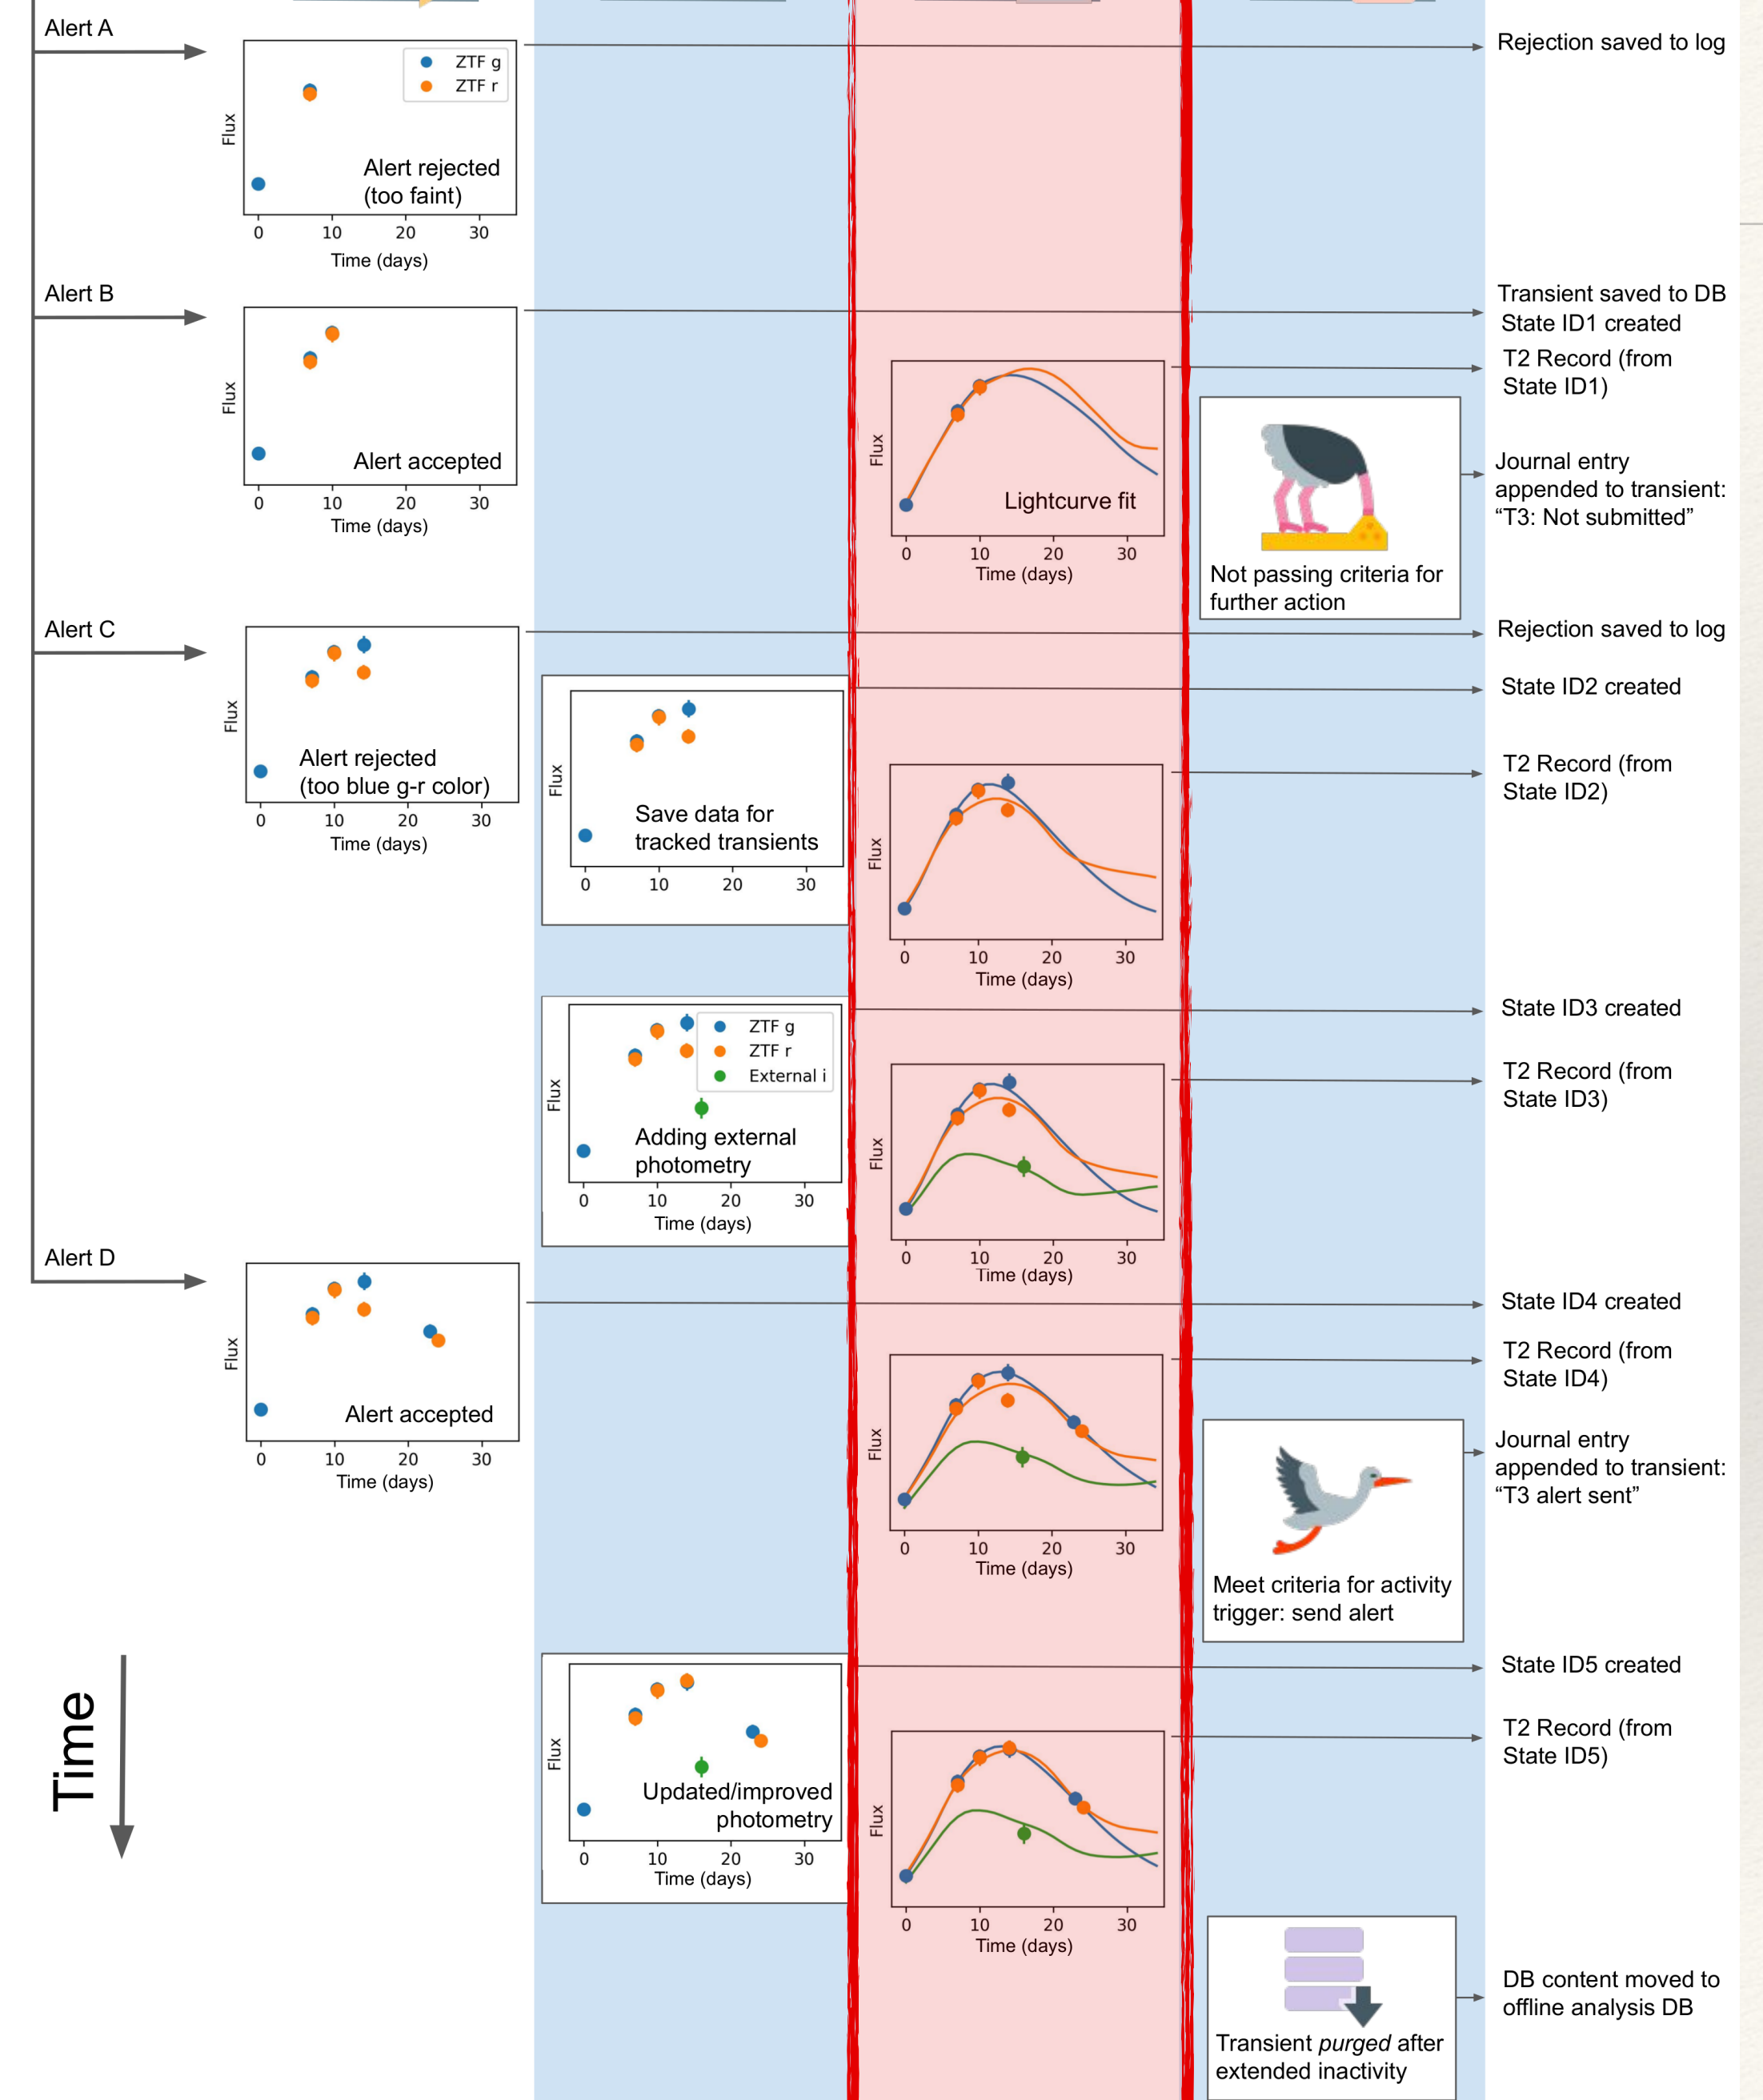 Alert A
ZTF g
ZTF r
Flux
Alert rejected
(too faint)
0 10 20 30
Time (days)
Rejection saved to log
Alert B
Flux
Alert accepted
0 10 20 30
Time (days)
Transient saved to DB
State ID1 created
T2 Record (from
State ID1)
Flux
Lightcurve fit
0 10 20 30
Time (days)
Not passing criteria for
further action
Journal entry
appended to transient:
“T3: Not submitted”
Alert C
Flux
Alert rejected
(too blue g-r color)
0 10 20 30
Time (days)
Rejection saved to log
Flux
Save data for
tracked transients
0 10 20 30
State ID2 created
Flux
0 10 20 30
Time (days)
T2 Record (from
State ID2)
ZTF g
ZTF r
External i
Flux
Adding external
photometry
0 10 20 30
Time (days)
State ID3 created
Flux
0 10 20 30
Time (days)
T2 Record (from
State ID3)
Alert D
Flux
Alert accepted
0 10 20 30
Time (days)
State ID4 created
Flux
0 10 20 30
Time (days)
T2 Record (from
State ID4)
Meet criteria for activity
trigger: send alert
Journal entry
appended to transient:
“T3 alert sent”
Time
Flux
Updated/improved
photometry
0 10 20 30
Time (days)
State ID5 created
Flux
0 10 20 30
Time (days)
T2 Record (from
State ID5)
Transient purged after
extended inactivity
DB content moved to
offline analysis DB